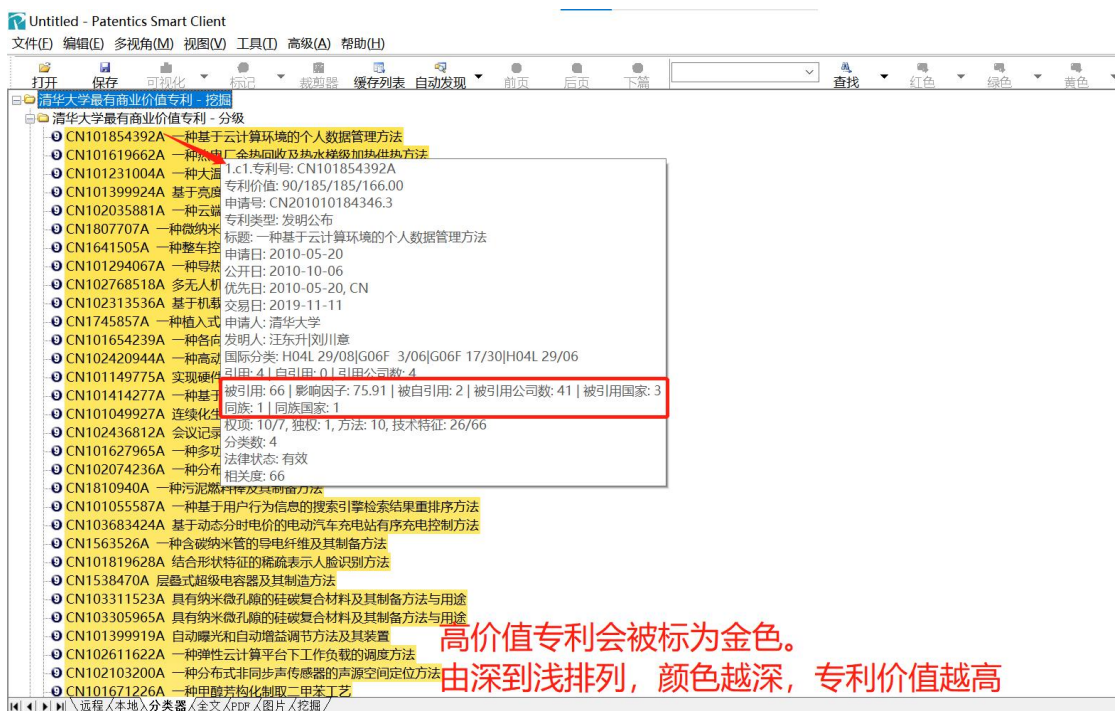 Untitled - Patentics Smart Client
文件(F) 编辑(E) 多视角(M) 视图(V) 工具(T) 高级(A) 帮助(H)
打开 保存 可视化 标记 裁剪器 缓存列表 自动发现 前页 后页 下篇 查找 红色 绿色 黄色
清华大学最有商业价值专利 - 挖掘
清华大学最有商业价值专利 - 分级
CN101854392A 一种基于云计算环境的个人数据管理方法
CN101619662A 一种热电厂余热回收及热水梯级加热供热方法
CN101231004A 一种大温
CN101399924A 基于亮度
CN102035881A 一种云端
CN1807707A 一种微纳米
CN1641505A 一种整车控
CN101294067A 一种导热
CN102768518A 多无人机
CN102313536A 基于机载
CN1745857A 一种植入式
CN101654239A 一种各向
CN102420944A 一种高动
CN101149775A 实现硬件
CN101414277A 一种基于
CN101049927A 连续化生
CN102436812A 会议记录
CN101627965A 一种多功
CN102074236A 一种分布
CN1810940A 一种污泥燃料棒及其制备方法
CN101055587A 一种基于用户行为信息的搜索引擎检索结果重排序方法
CN103683424A 基于动态分时电价的电动汽车充电站有序充电控制方法
CN1563526A 一种含碳纳米管的导电纤维及其制备方法
CN101819628A 结合形状特征的稀疏表示人脸识别方法
CN1538470A 层叠式超级电容器及其制造方法
CN103311523A 具有纳米微孔隙的硅碳复合材料及其制备方法与用途
CN103305965A 具有纳米微孔隙的硅碳复合材料及其制备方法与用途
CN101399919A 自动曝光和自动增益调节方法及其装置
CN102611622A 一种弹性云计算平台下工作负载的调度方法
CN102103200A 一种分布式非同步声传感器的声源空间定位方法
CN101671226A 一种甲醇芳构化制取二甲苯工艺
1.c1.专利号: CN101854392A
专利价值: 90/185/185/166.00
申请号: CN201010184346.3
专利类型: 发明公布
标题: 一种基于云计算环境的个人数据管理方法
申请日: 2010-05-20
公开日: 2010-10-06
优先日: 2010-05-20, CN
交易日: 2019-11-11
申请人: 清华大学
发明人: 汪东升|刘川意
国际分类: H04L 29/08|G06F 3/06|G06F 17/30|H04L 29/06
引用: 4 | 自引用: 0 | 引用公司数: 4
被引用: 66 | 影响因子: 75.91 | 被自引用: 2 | 被引用公司数: 41 | 被引用国家: 3
同族: 1 | 同族国家: 1
权项: 10/7, 独权: 1, 方法: 10, 技术特征: 26/66
分类数: 4
法律状态: 有效
相关度: 66
高价值专利会被标为金色。
由深到浅排列，颜色越深，专利价值越高
远程 本地 分类器 全文 PDF 图片 挖掘